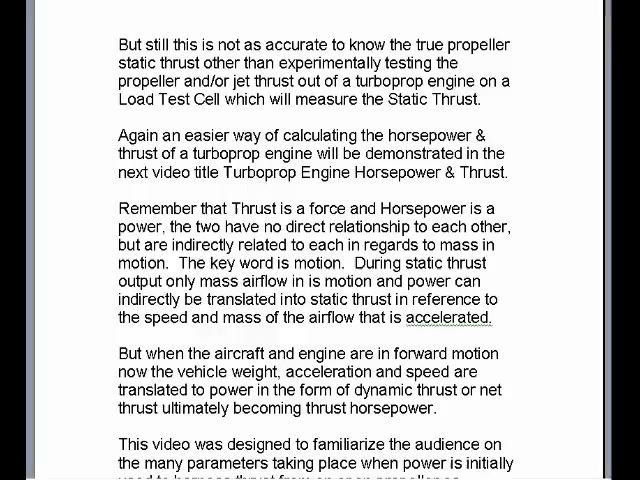 But still this is not as accurate to know the true propeller
static thrust other than experimentally testing the
propeller and/or jet thrust out of a turboprop engine on a
Load Test Cell which will measure the Static Thrust.
Again an easier way of calculating the horsepower &
thrust of a turboprop engine will be demonstrated in the
next video title Turboprop Engine Horsepower & Thrust.
Remember that Thrust is a force and Horsepower is a
power, the two have no direct relationship to each other,
but are indirectly related to each in regards to mass in
motion. The key word is motion. During static thrust
output only mass airflow in is motion and power can
indirectly be translated into static thrust in reference to
the speed and mass of the airflow that is accelerated.
But when the aircraft and engine are in forward motion
now the vehicle weight, acceleration and speed are
translated to power in the form of dynamic thrust or net
thrust ultimately becoming thrust horsepower.
This video was designed to familiarize the audience on
the many parameters taking place when power is initially